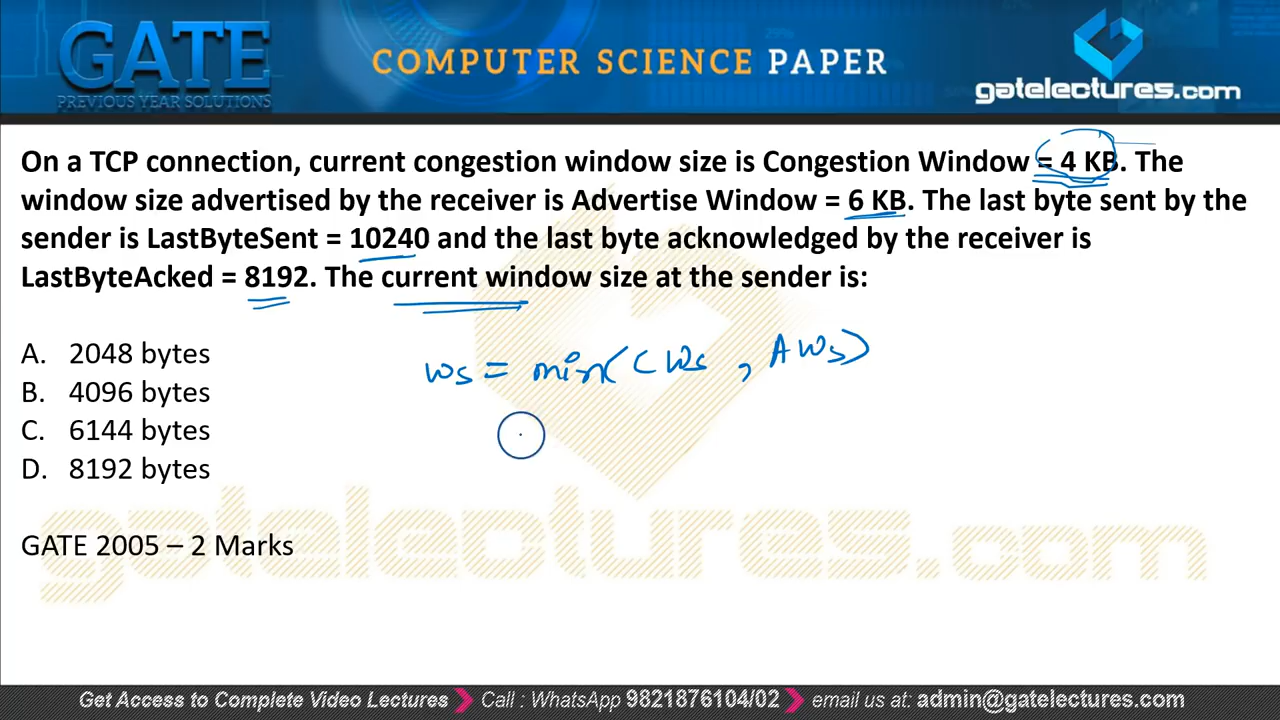 GATE
PREVIOUS YEAR SOLUTIONS
COMPUTER SCIENCE PAPER
gatelectures.com
On a TCP connection, current congestion window size is Congestion Window = 4 KB. The
window size advertised by the receiver is Advertise Window = 6 KB. The last byte sent by the
sender is LastByteSent = 10240 and the last byte acknowledged by the receiver is
LastByteAcked = 8192. The current window size at the sender is:
A. 2048 bytes
B. 4096 bytes
C. 6144 bytes
D. 8192 bytes
Ws = min(CWs, AWs)
gatelectures.com
GATE 2005 – 2 Marks
Get Access to Complete Video Lectures Call : WhatsApp 9821876104/02 email us at: admin@gatelectures.com